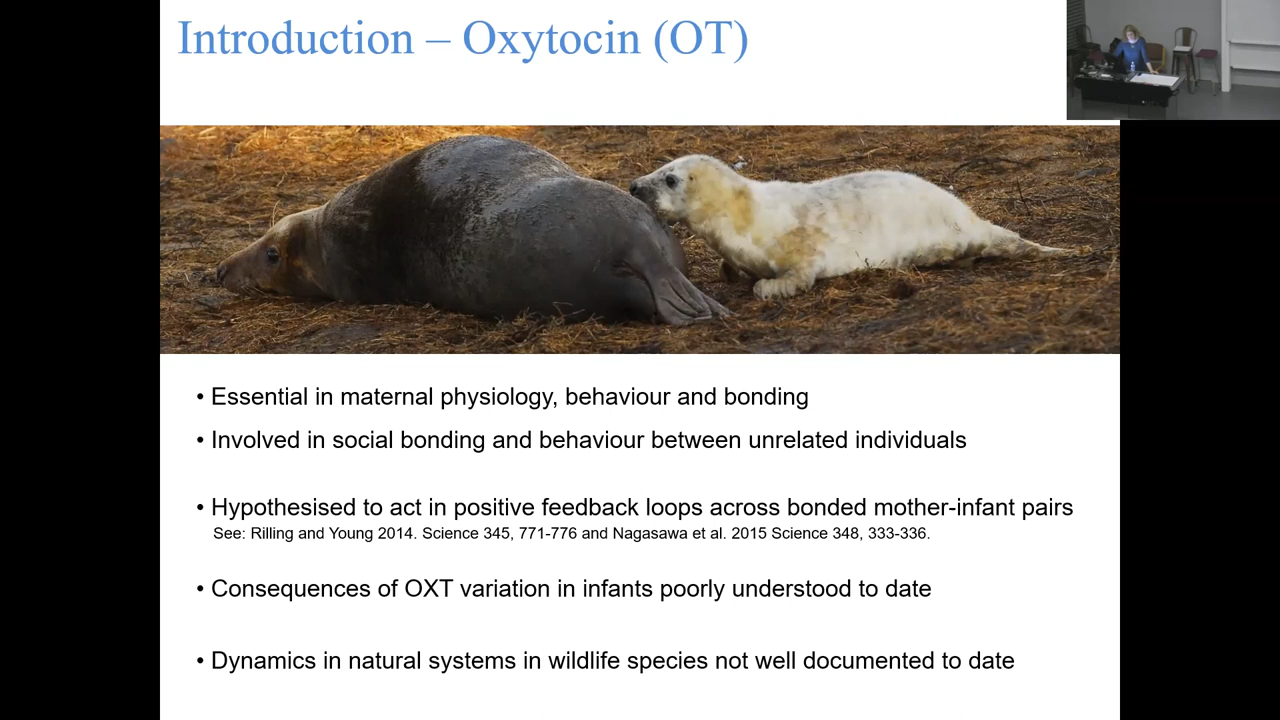 Introduction – Oxytocin (OT)
• Essential in maternal physiology, behaviour and bonding
• Involved in social bonding and behaviour between unrelated individuals
• Hypothesised to act in positive feedback loops across bonded mother-infant pairs
See: Rilling and Young 2014. Science 345, 771-776 and Nagasawa et al. 2015 Science 348, 333-336.
• Consequences of OXT variation in infants poorly understood to date
• Dynamics in natural systems in wildlife species not well documented to date